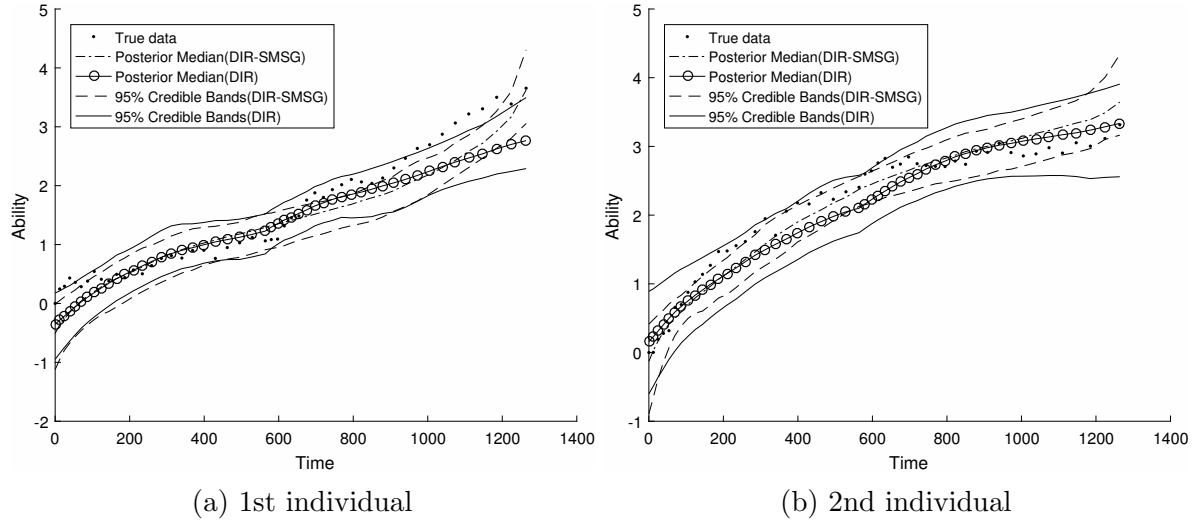 5
4
3
2
1
0
-1
-2
Ability
0 200 400 600 800 1000 1200 1400
Time
True data
Posterior Median(DIR-SMSG)
Posterior Median(DIR)
95% Credible Bands(DIR-SMSG)
95% Credible Bands(DIR)
(a) 1st individual
5
4
3
2
1
0
-1
Ability
0 200 400 600 800 1000 1200 1400
Time
True data
Posterior Median(DIR-SMSG)
Posterior Median(DIR)
95% Credible Bands(DIR-SMSG)
95% Credible Bands(DIR)
(b) 2nd individual